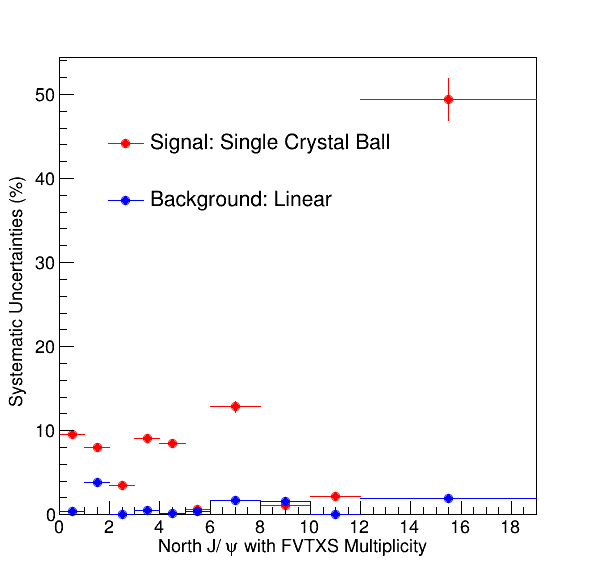 50
40
30
20
10
0
Systematic Uncertainties (%)
Signal: Single Crystal Ball
Background: Linear
0 2 4 6 8 10 12 14 16 18
North J/ ψ with FVTXS Multiplicity